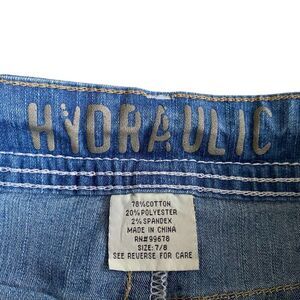 HYDRAULIC
78%COTTON
20%POLYESTER
2%SPANDEX
MADE IN CHINA
RN#99678
SIZE: 7/8
SEE REVERSE FOR CARE